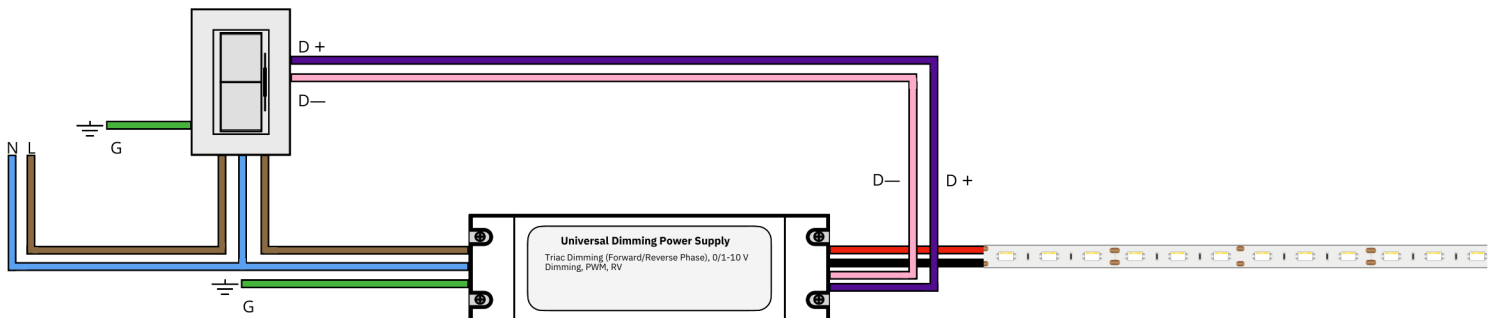 D +
D—
G
N L
D—
D +
Universal Dimming Power Supply
Triac Dimming (Forward/Reverse Phase), 0/1-10 V
Dimming, PWM, RV
G